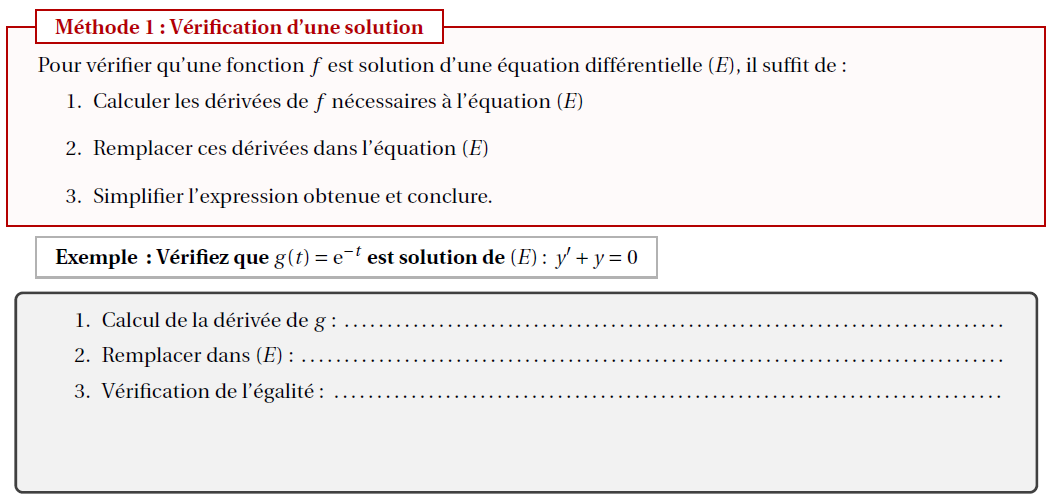 Méthode 1 : Vérification d'une solution
Pour vérifier qu'une fonction f est solution d'une équation différentielle (E), il suffit de :
1. Calculer les dérivées de f nécessaires à l'équation (E)
2. Remplacer ces dérivées dans l'équation (E)
3. Simplifier l'expression obtenue et conclure.
Exemple : Vérifiez que g(t) = e⁻ᵗ est solution de (E) : y′ + y = 0
1. Calcul de la dérivée de g : ................................................................................
2. Remplacer dans (E) : ................................................................................
3. Vérification de l'égalité : ................................................................................